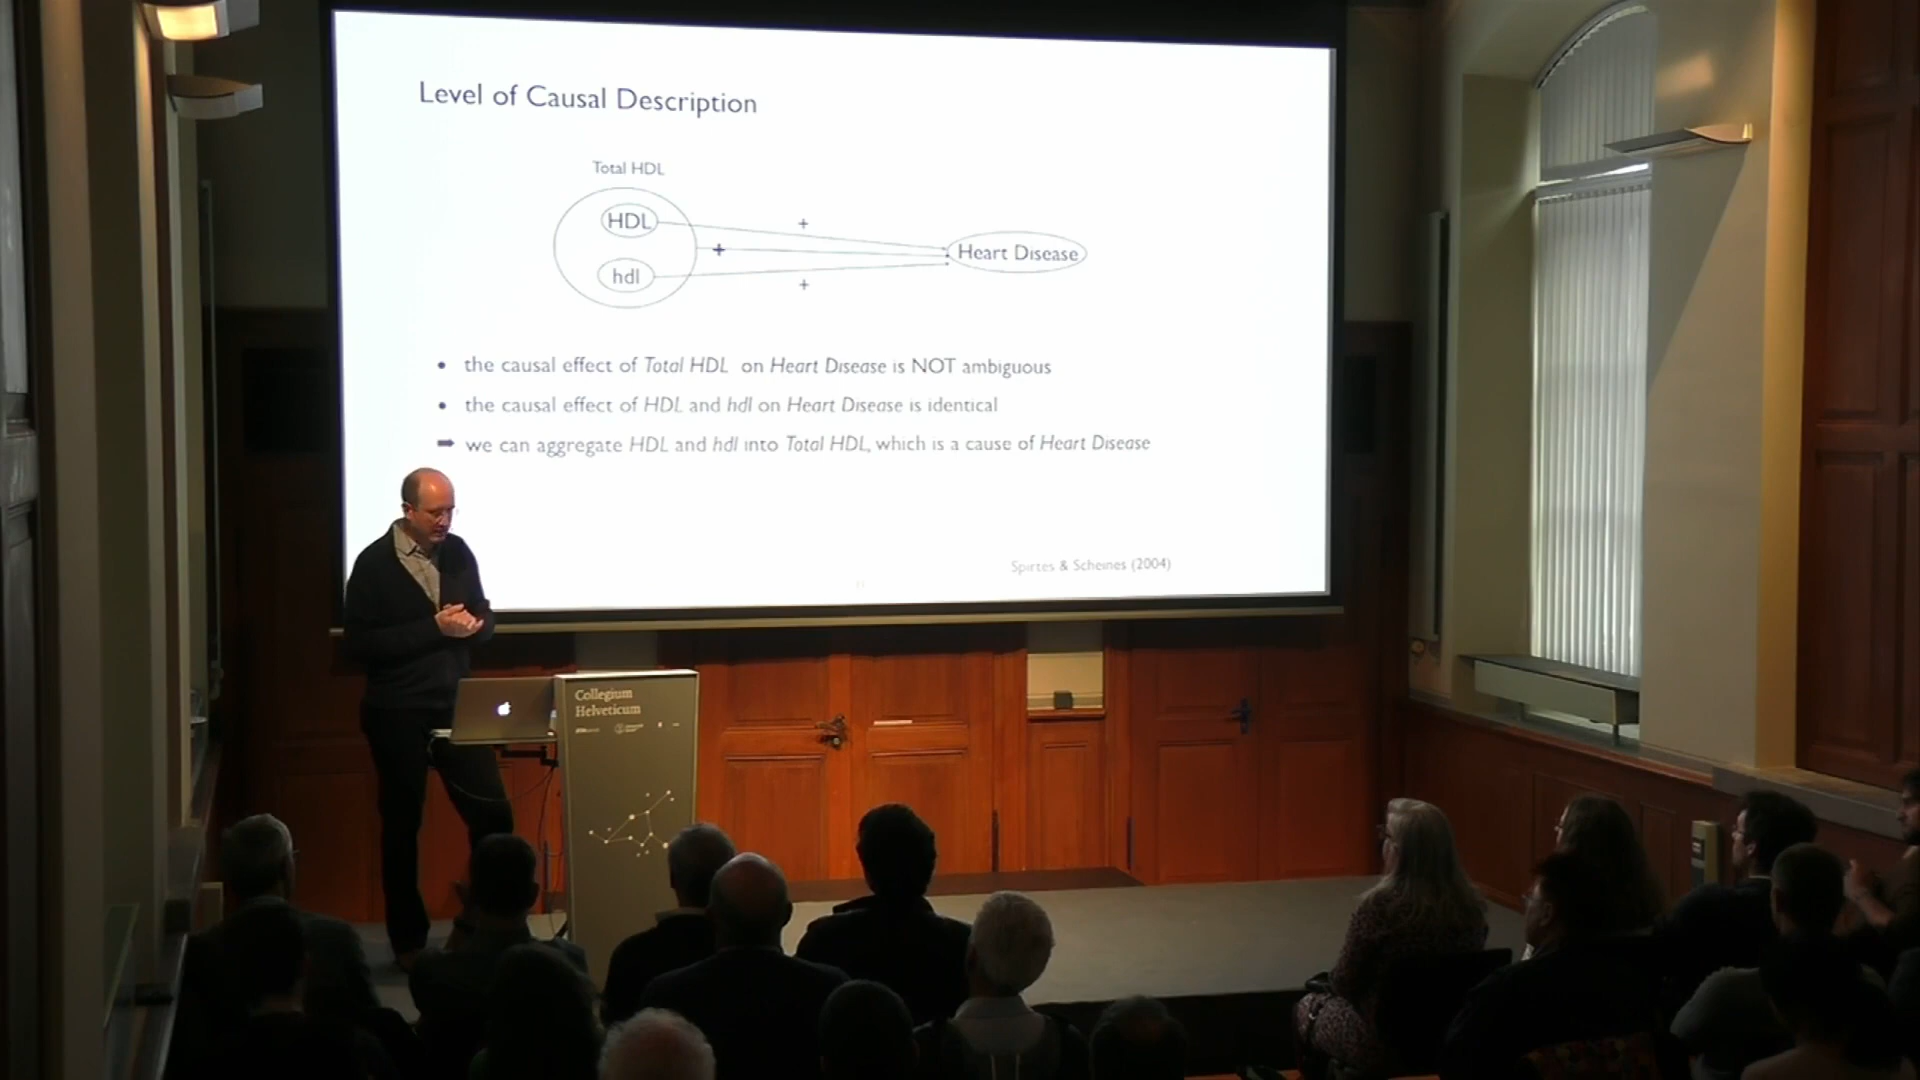 Level of Causal Description
Total HDL
HDL
+
+
Heart Disease
hdl
+
• the causal effect of Total HDL on Heart Disease is NOT ambiguous
• the causal effect of HDL and hdl on Heart Disease is identical
➡ we can aggregate HDL and hdl into Total HDL, which is a cause of Heart Disease
Spirtes & Scheines (2004)
Collegium
Helveticum